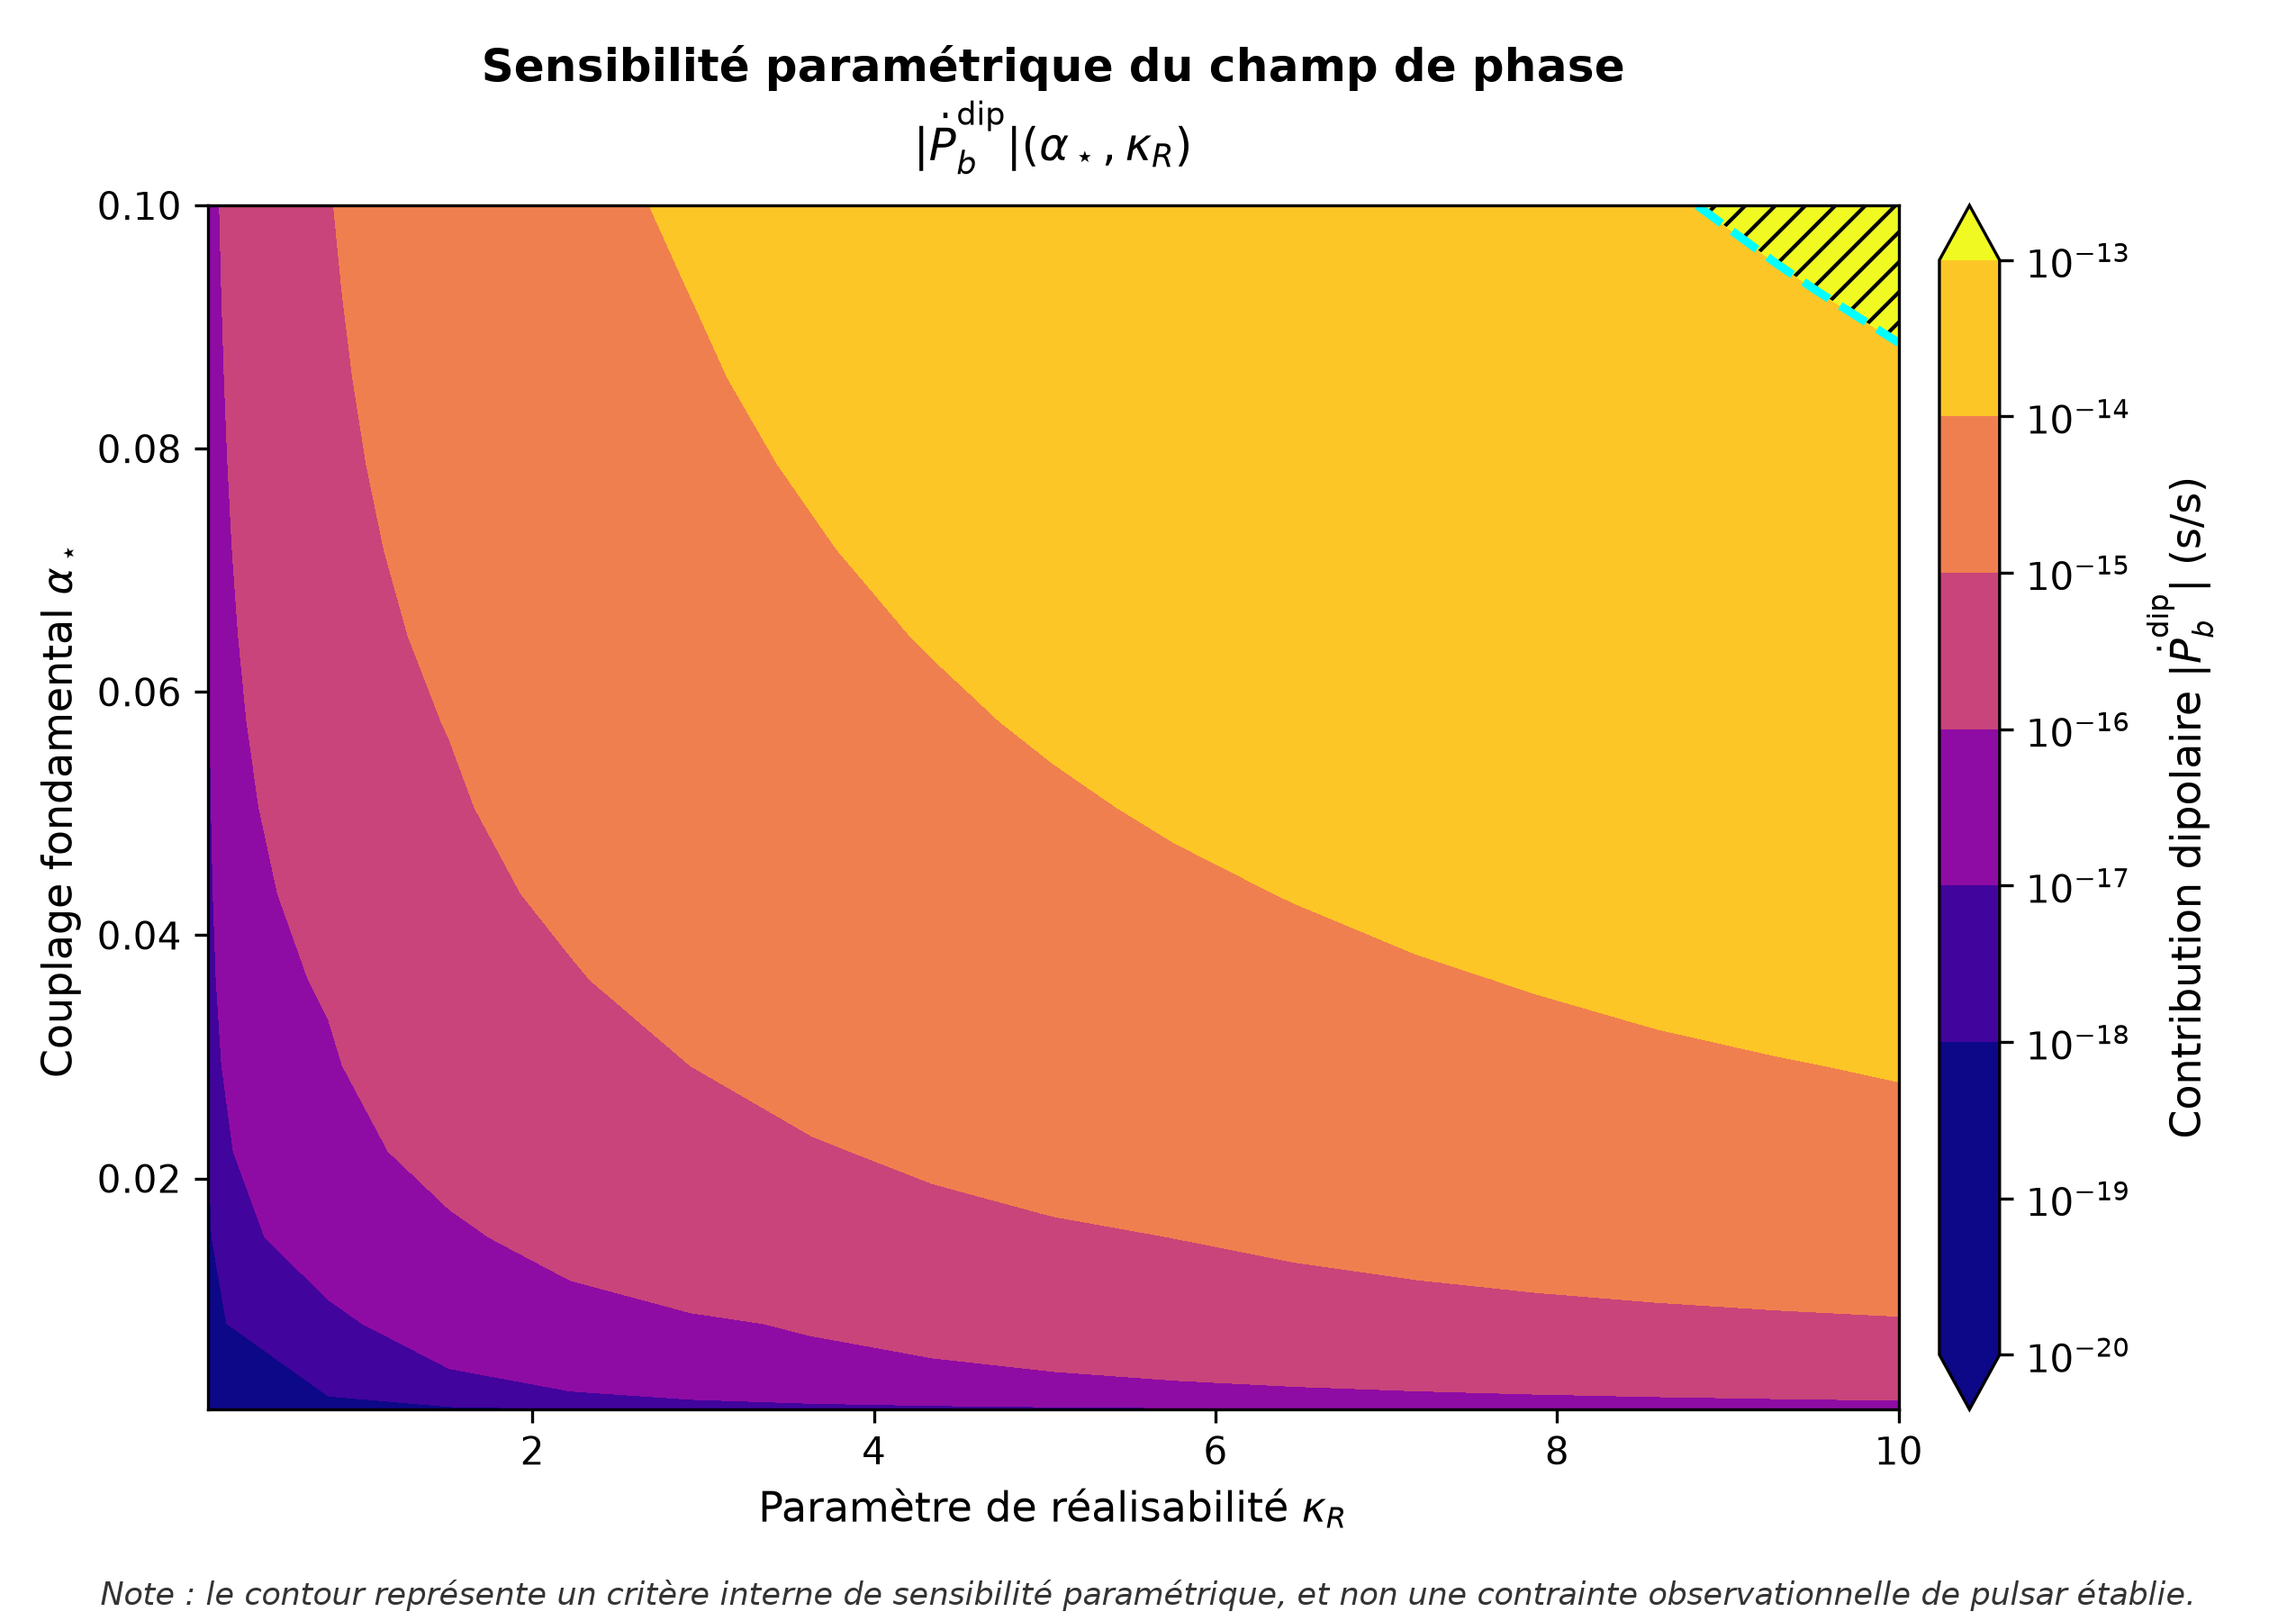 Sensibilité paramétrique du champ de phase
|Ṗ_b^dip|(α⋆, κ_R)
0.10
0.08
0.06
0.04
0.02
Couplage fondamental α⋆
2 4 6 8 10
Paramètre de réalisabilité κ_R
10⁻¹³
10⁻¹⁴
10⁻¹⁵
10⁻¹⁶
10⁻¹⁷
10⁻¹⁸
10⁻¹⁹
10⁻²⁰
Contribution dipolaire |Ṗ_b^dip| (s/s)
Note : le contour représente un critère interne de sensibilité paramétrique, et non une contrainte observationnelle de pulsar établie.